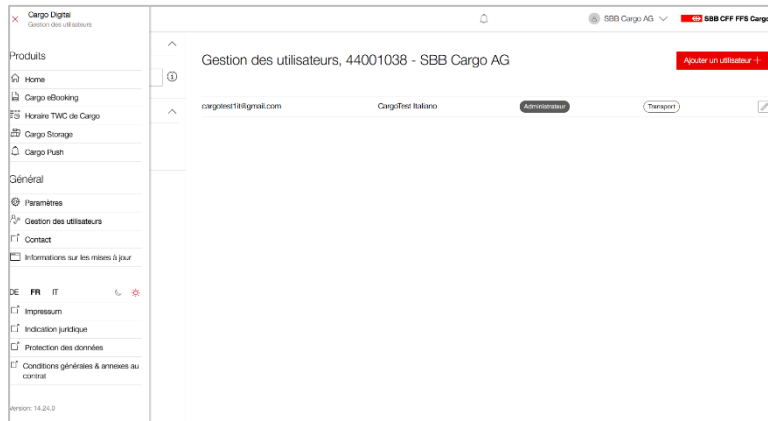 Cargo Digital
Gestion des utilisateurs
SBB Cargo AG
SBB CFF FFS Cargo
Produits
Home
Cargo eBooking
Horaire TWC de Cargo
Cargo Storage
Cargo Push
Général
Paramètres
Gestion des utilisateurs
Contact
Informations sur les mises à jour
DE FR IT
Impressum
Indication juridique
Protection des données
Conditions générales & annexes au
contrat
Version: 14.24.0
Gestion des utilisateurs, 44001038 - SBB Cargo AG
Ajouter un utilisateur
cargotest1it@gmail.com CargoTest Italiano Administrateur Transport